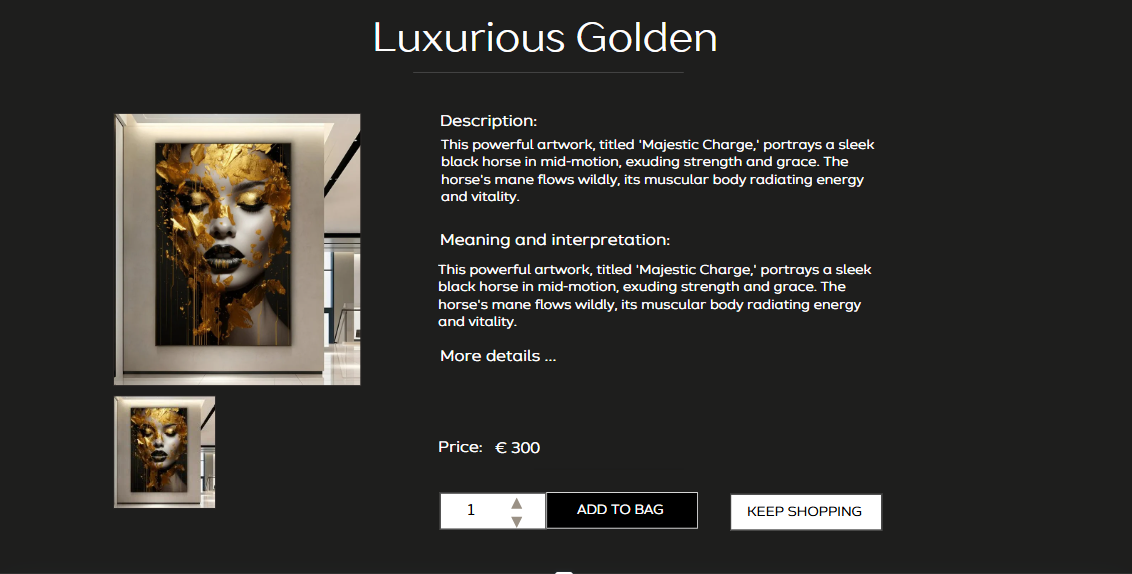 Luxurious Golden
Description:
This powerful artwork, titled 'Majestic Charge,' portrays a sleek
black horse in mid-motion, exuding strength and grace. The
horse's mane flows wildly, its muscular body radiating energy
and vitality.
Meaning and interpretation:
This powerful artwork, titled 'Majestic Charge,' portrays a sleek
black horse in mid-motion, exuding strength and grace. The
horse's mane flows wildly, its muscular body radiating energy
and vitality.
More details ...
Price: € 300
1 ADD TO BAG KEEP SHOPPING